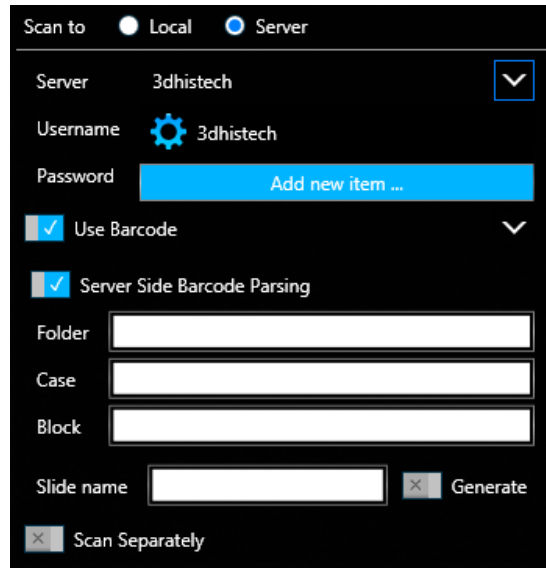 Scan to Local Server
Server 3dhistech
Username 3dhistech
Password Add new item ...
Use Barcode
Server Side Barcode Parsing
Folder
Case
Block
Slide name Generate
Scan Separately